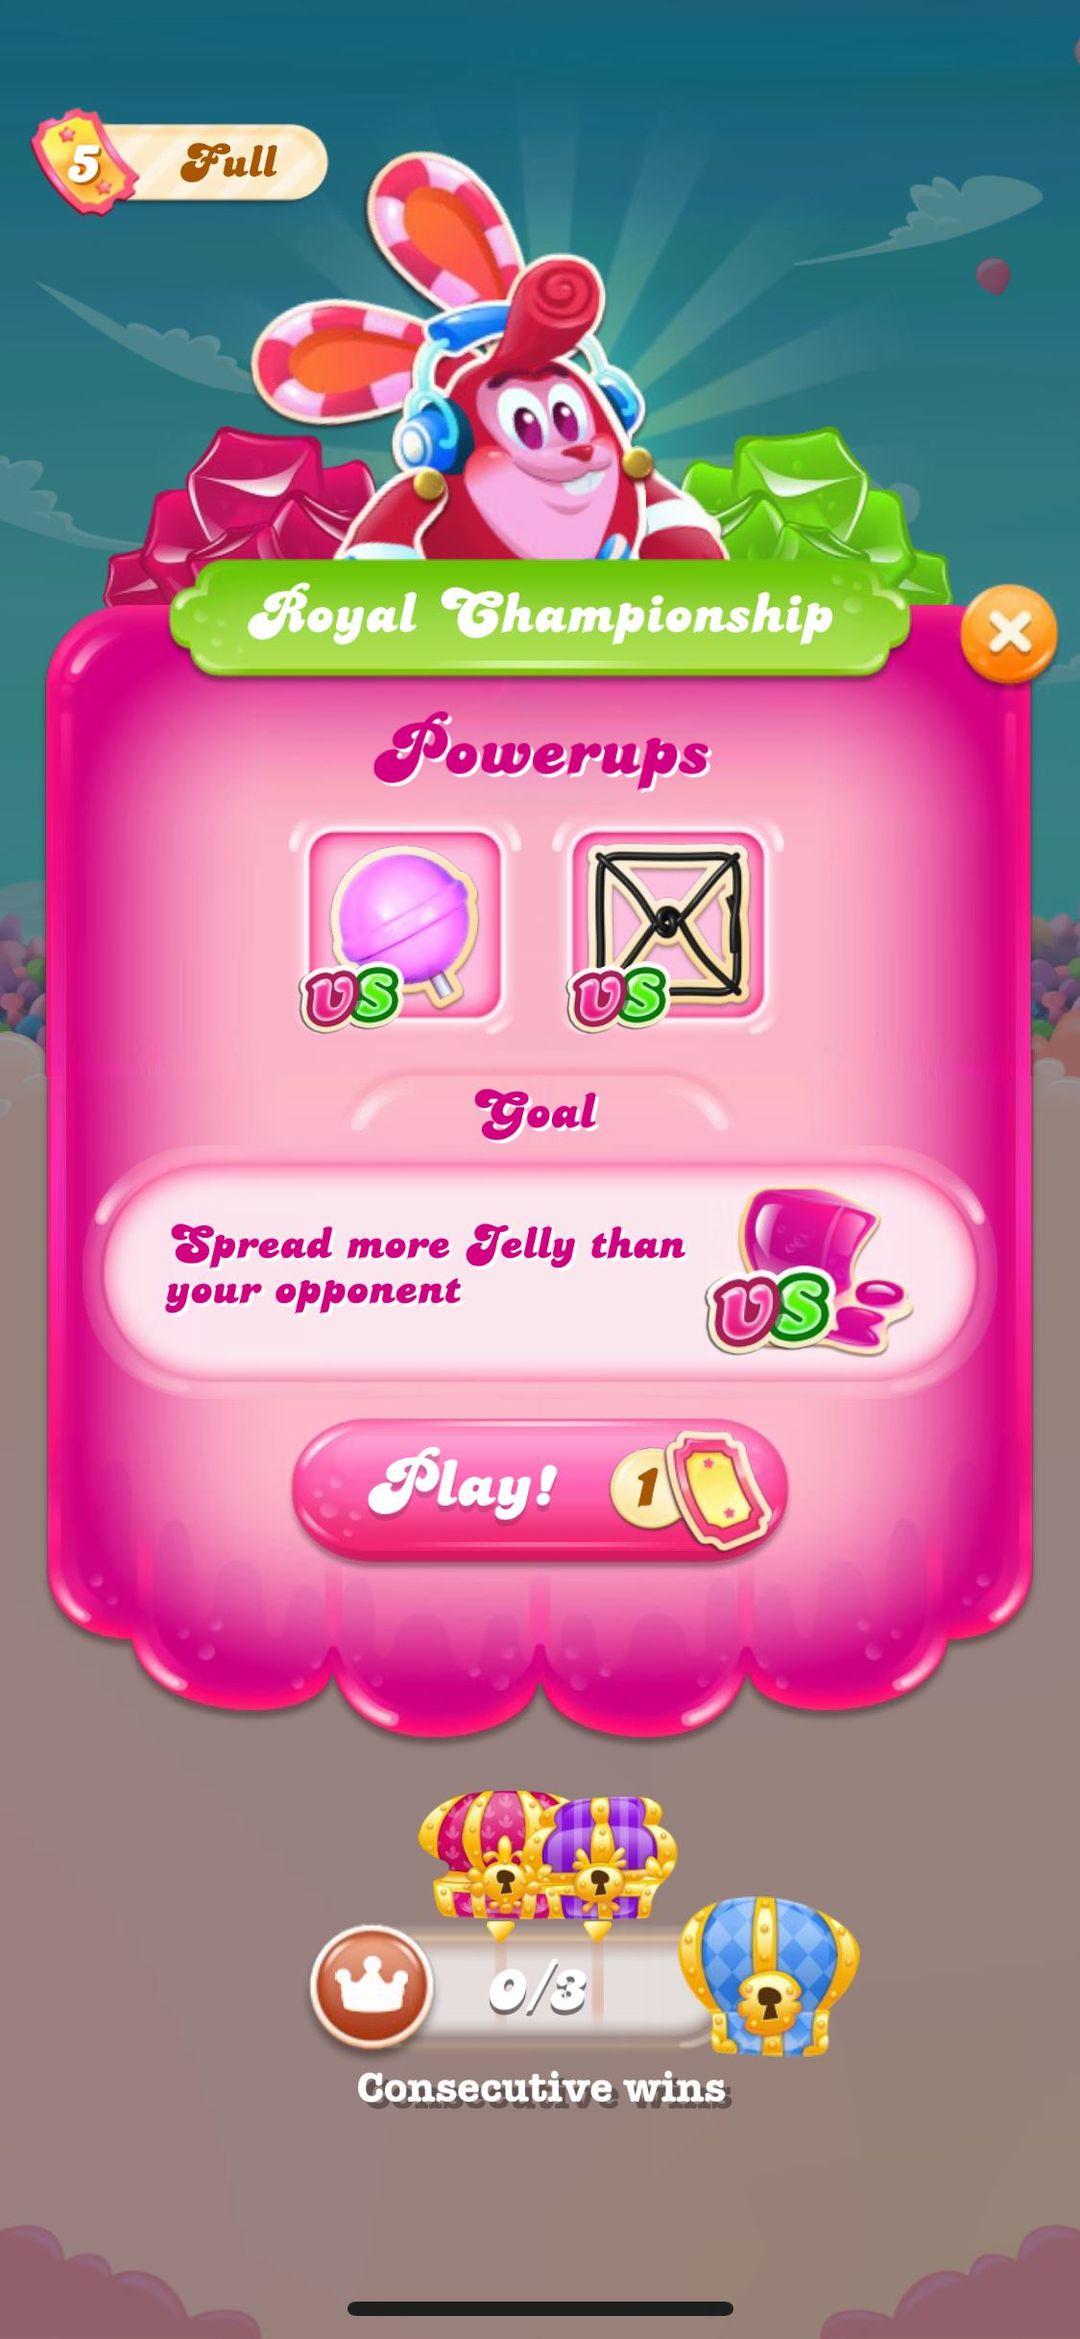 5 Full
Royal Championship
Powerups
VS VS
Goal
Spread more Jelly than
your opponent
VS
Play! 1
0/3
Consecutive wins